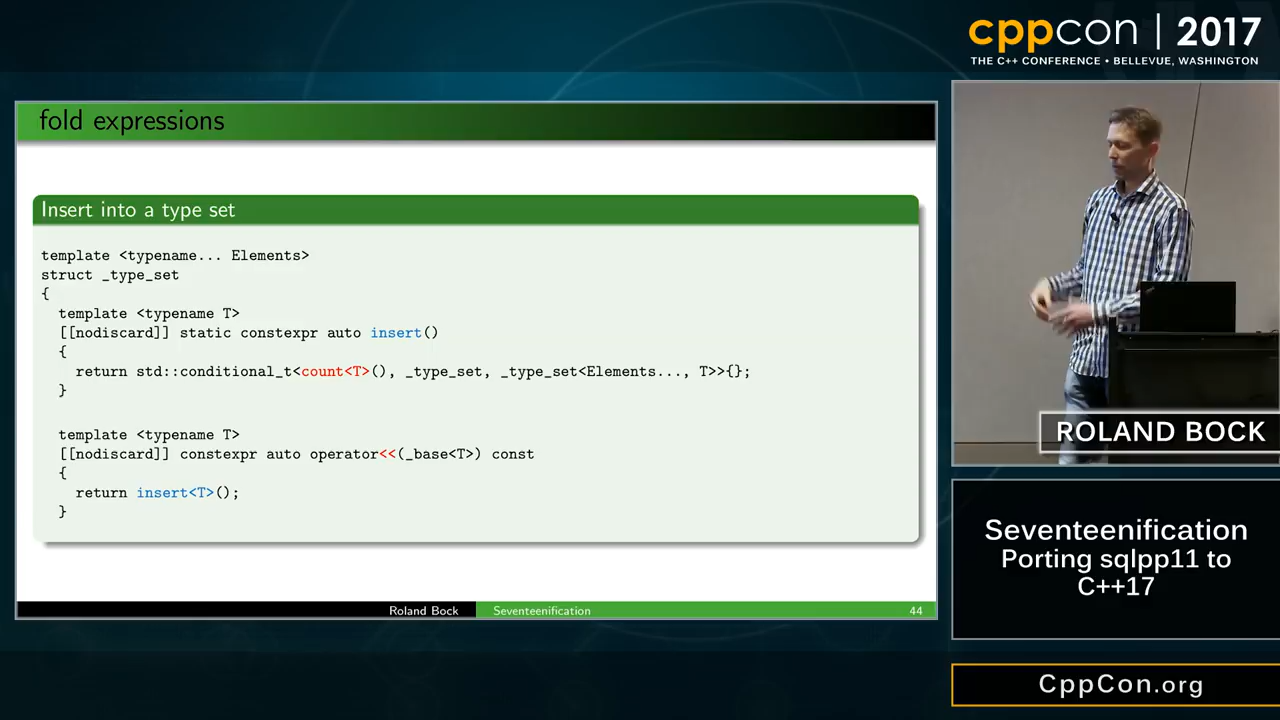 cppcon | 2017
THE C++ CONFERENCE • BELLEVUE, WASHINGTON
fold expressions
Insert into a type set
template <typename... Elements>
struct _type_set
{
  template <typename T>
  [[nodiscard]] static constexpr auto insert()
  {
    return std::conditional_t<count<T>(), _type_set, _type_set<Elements..., T>>{};
  }
  template <typename T>
  [[nodiscard]] constexpr auto operator<<(_base<T>) const
  {
    return insert<T>();
  }
Roland Bock Seventeenification 44
ROLAND BOCK
Seventeenification
Porting sqlpp11 to
C++17
CppCon.org